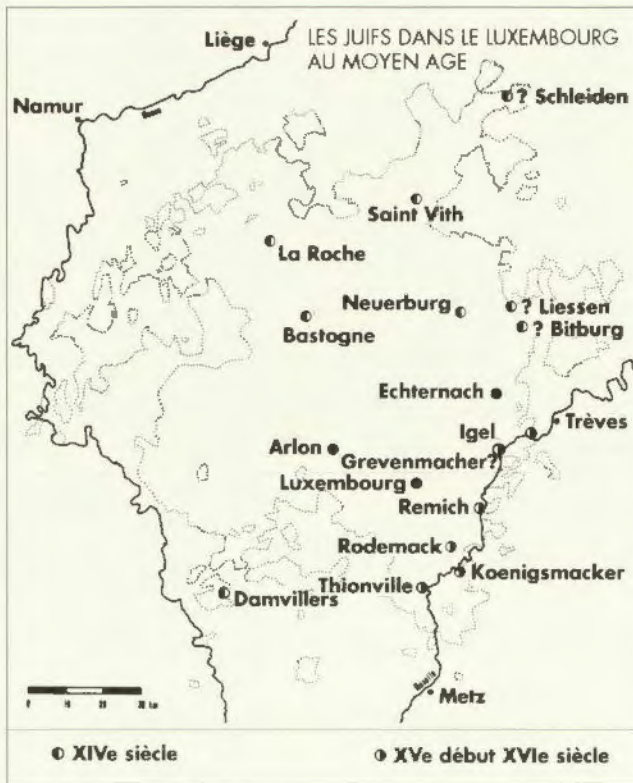 LES JUIFS DANS LE LUXEMBOURG
AU MOYEN AGE
Liège
Namur
? Schleiden
Saint Vith
La Roche
Neuerburg
? Liessen
? Bitburg
Bastogne
Echternach
Trèves
Igel
Arlon
Grevenmacher?
Luxembourg
Remich
Rodemack
Koenigsmacker
Thionville
Damvillers
Metz
XIVe siècle
XVe début XVIe siècle